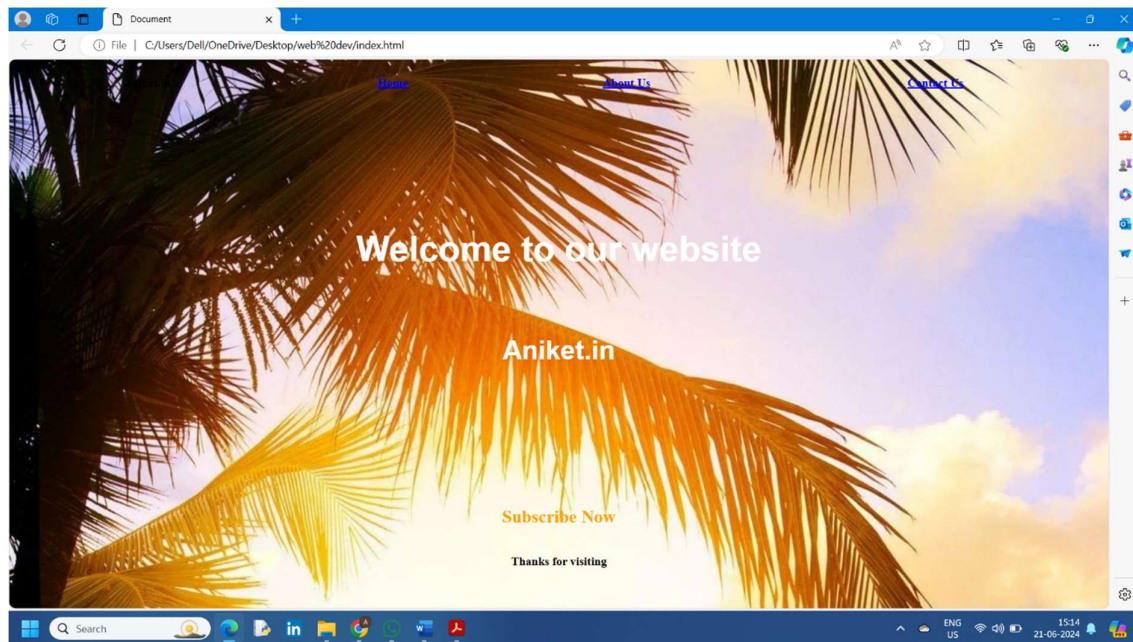 Document
File | C:/Users/Dell/OneDrive/Desktop/web%20dev/index.html
Home About Us Contact Us
Welcome to our website
Aniket.in
Subscribe Now
Thanks for visiting
Search
ENG
US
15:14
21-06-2024